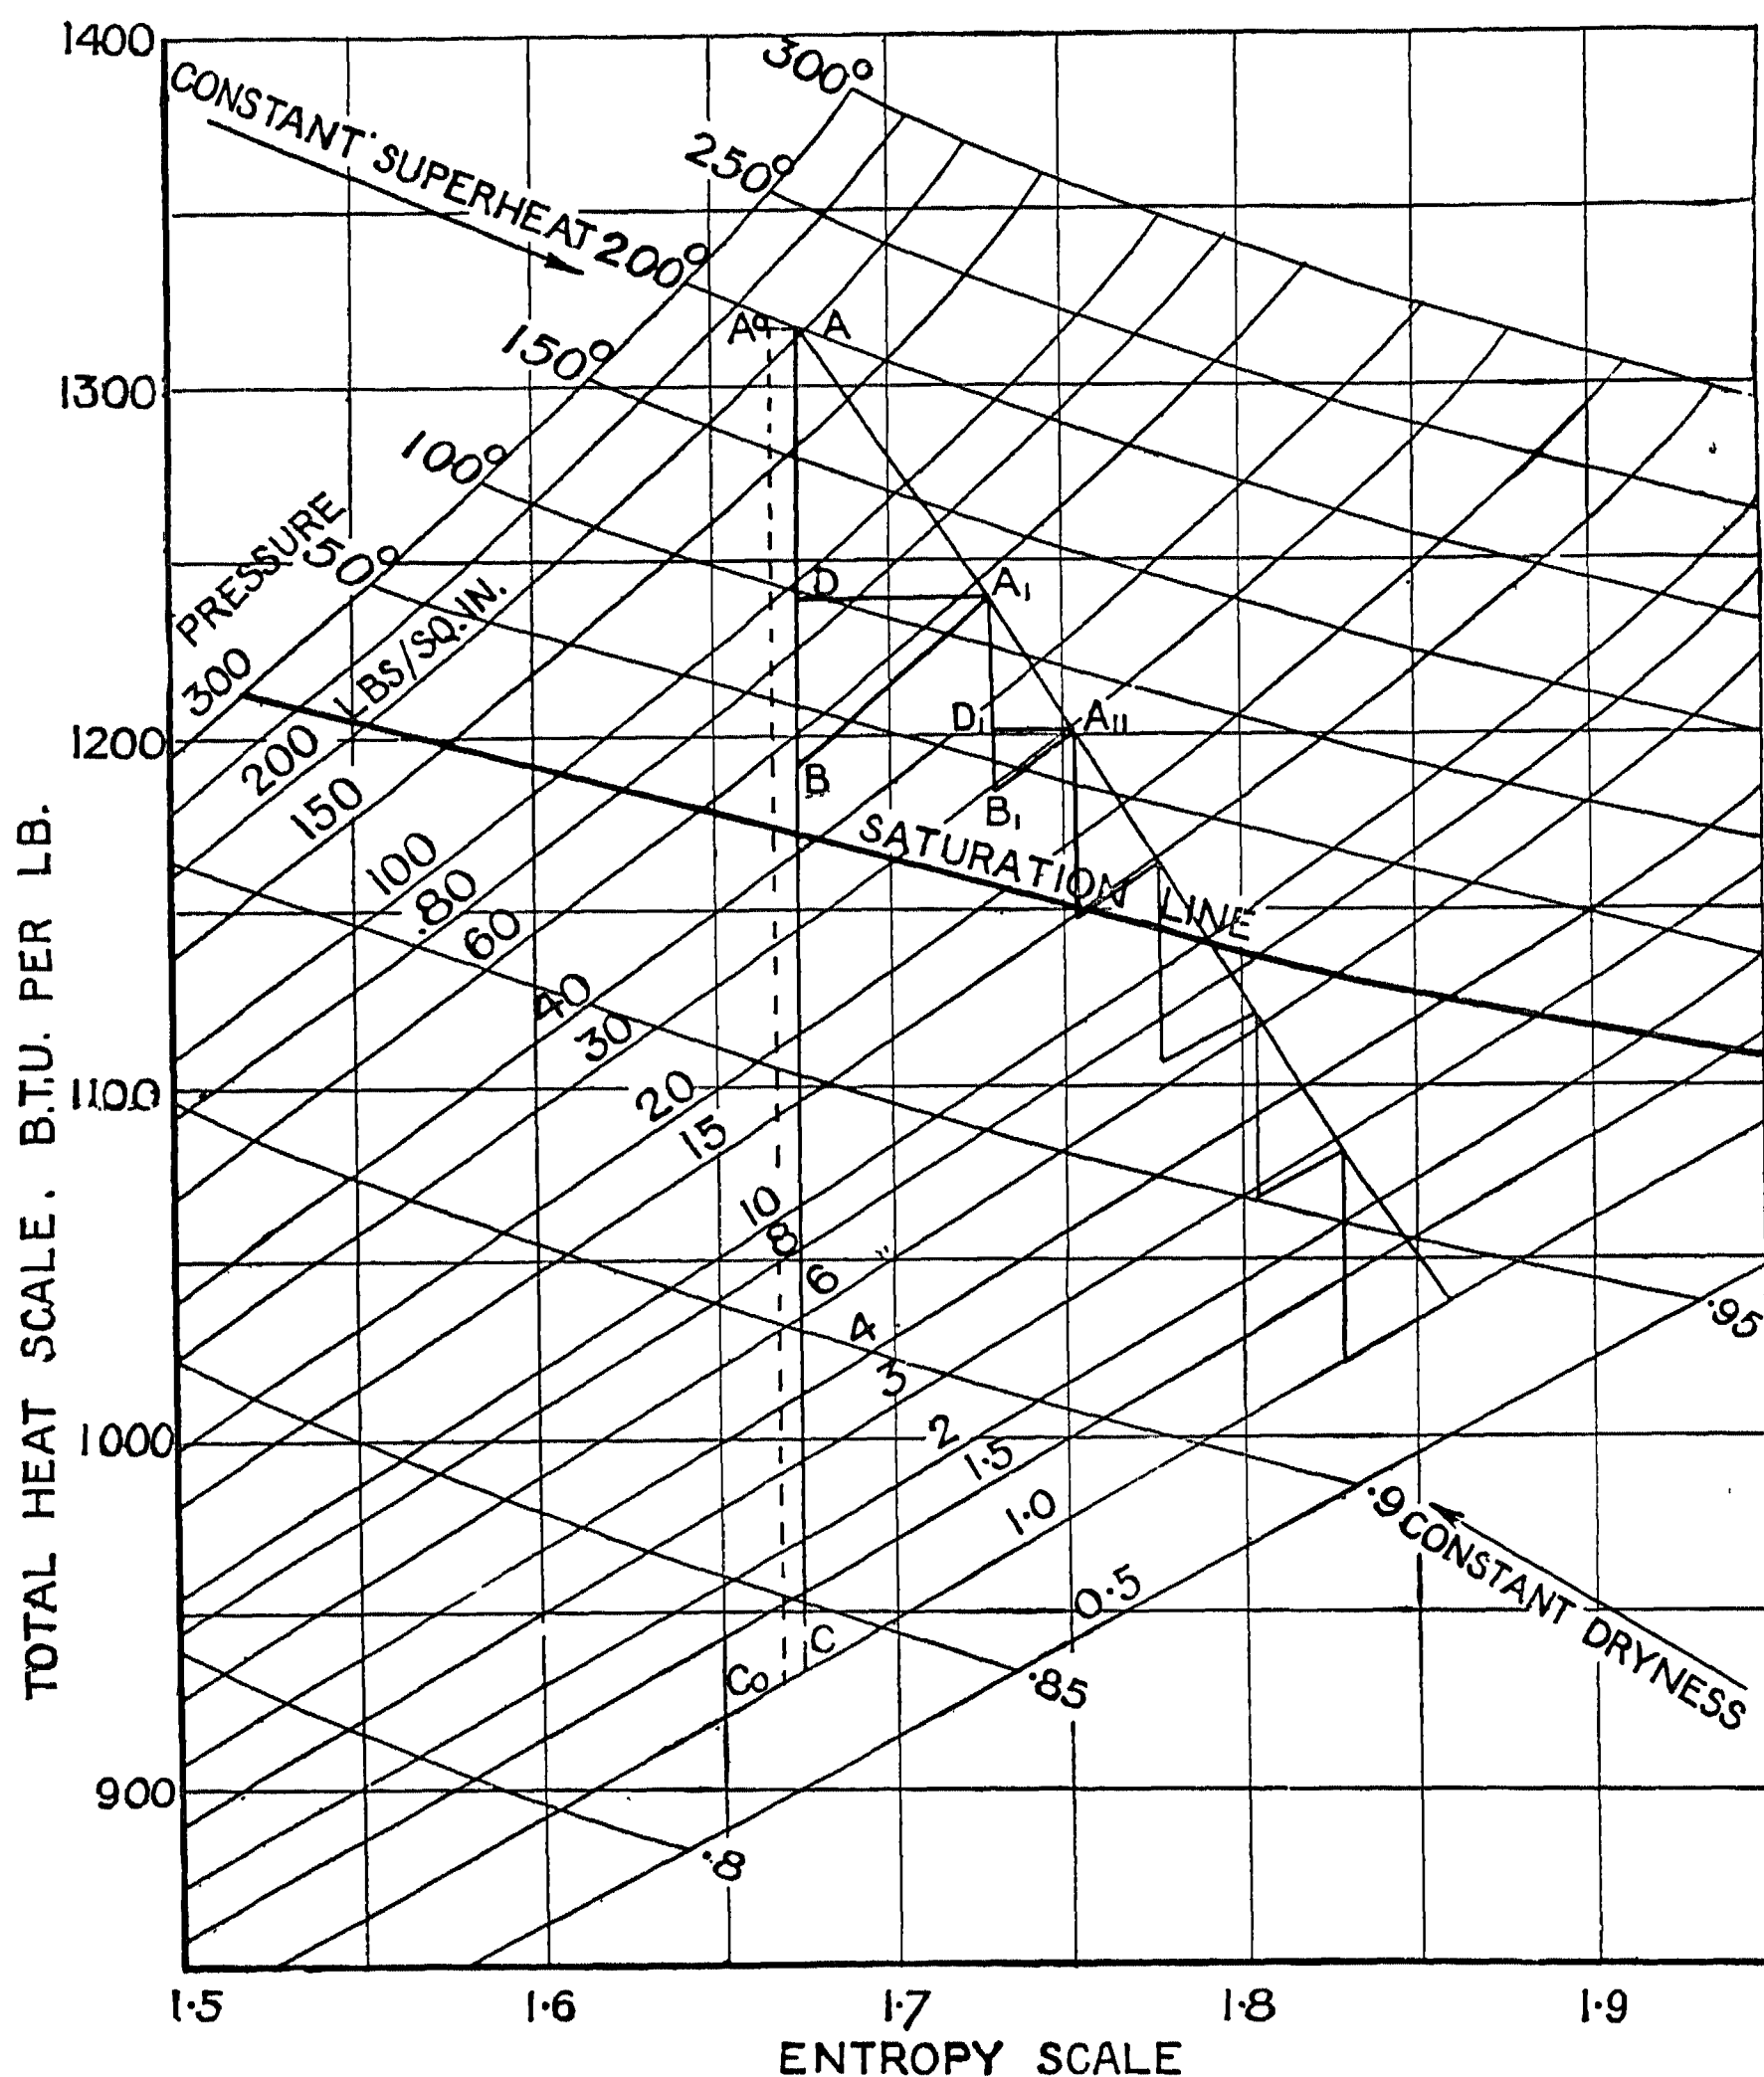 1400
1300
1200
1100
1000
900
TOTAL HEAT SCALE. B.T.U. PER LB.
CONSTANT SUPERHEAT
300°
250°
200°
150°
100°
50°
PRESSURE
LBS/SQ.IN.
300
200
150
100
80
60
40
30
20
15
10
8
6
4
3
2
1.5
1.0
0.5
A° A
D A₁
D₁ A₁₁
B B₁
SATURATION LINE
C
C₀
.95
.9
.85
.8
CONSTANT DRYNESS
1.5 1.6 1.7 1.8 1.9
ENTROPY SCALE